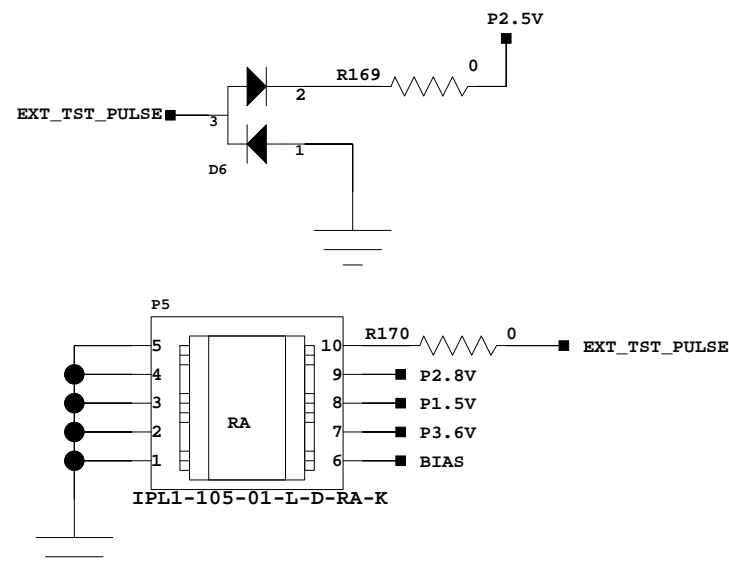 P2.5V
R169 0
2
EXT_TST_PULSE 3
1
D6
P5
5 10 R170 0 EXT_TST_PULSE
4 9 P2.8V
3 8 P1.5V
RA
2 7 P3.6V
1 6 BIAS
IPL1-105-01-L-D-RA-K